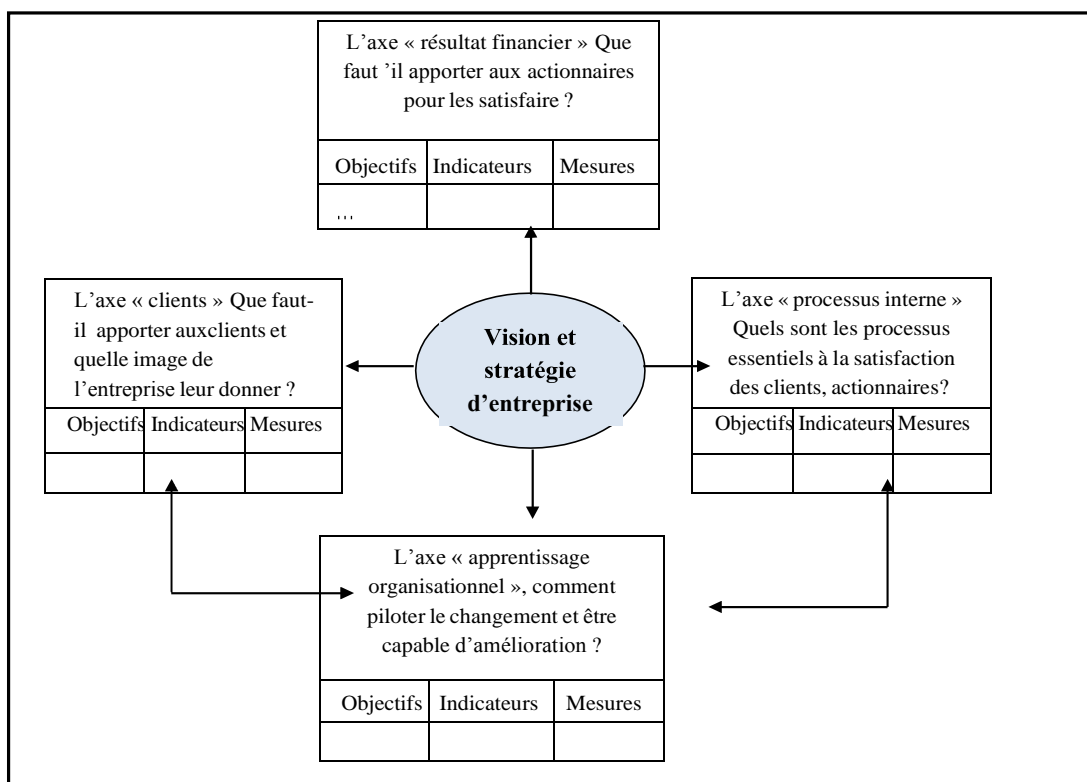 L’axe « résultat financier » Que
faut ’il apporter aux actionnaires
pour les satisfaire ?
Objectifs Indicateurs Mesures
...
L’axe « clients » Que faut-
il apporter auxclients et
quelle image de
l’entreprise leur donner ?
Objectifs Indicateurs Mesures
Vision et
stratégie
d’entreprise
L’axe « processus interne »
Quels sont les processus
essentiels à la satisfaction
des clients, actionnaires?
Objectifs Indicateurs Mesures
L’axe « apprentissage
organisationnel », comment
piloter le changement et être
capable d’amélioration ?
Objectifs Indicateurs Mesures